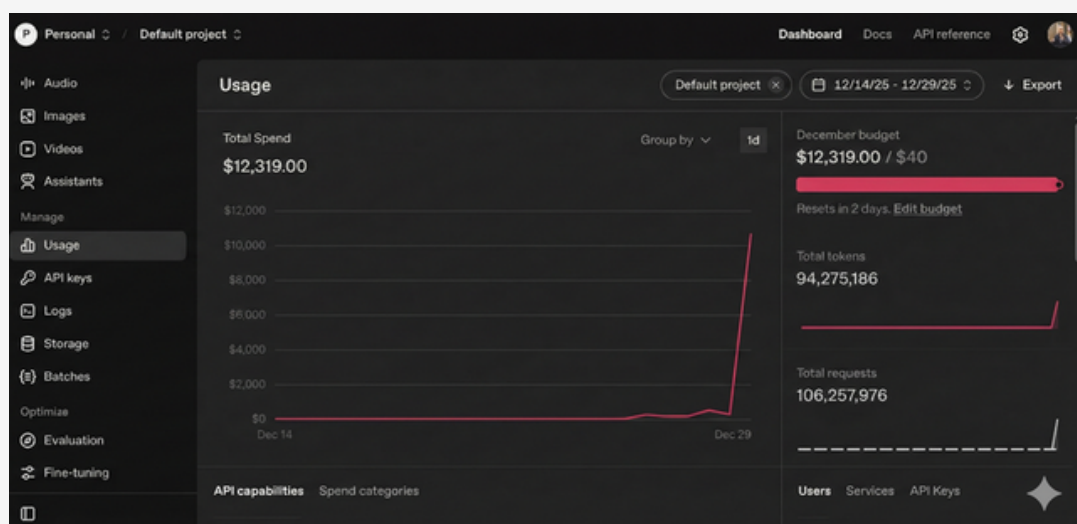 P Personal / Default project
Dashboard Docs API reference
Audio
Images
Videos
Assistants
Manage
Usage
API keys
Logs
Storage
Batches
Optimize
Evaluation
Fine-tuning
Usage
Default project
12/14/25 - 12/29/25
Export
Total Spend
$12,319.00
Group by
1d
$12,000
$10,000
$8,000
$6,000
$4,000
$2,000
$0
Dec 14
Dec 29
API capabilities Spend categories
December budget
$12,319.00 / $40
Resets in 2 days. Edit budget
Total tokens
94,275,186
Total requests
106,257,976
Users Services API Keys